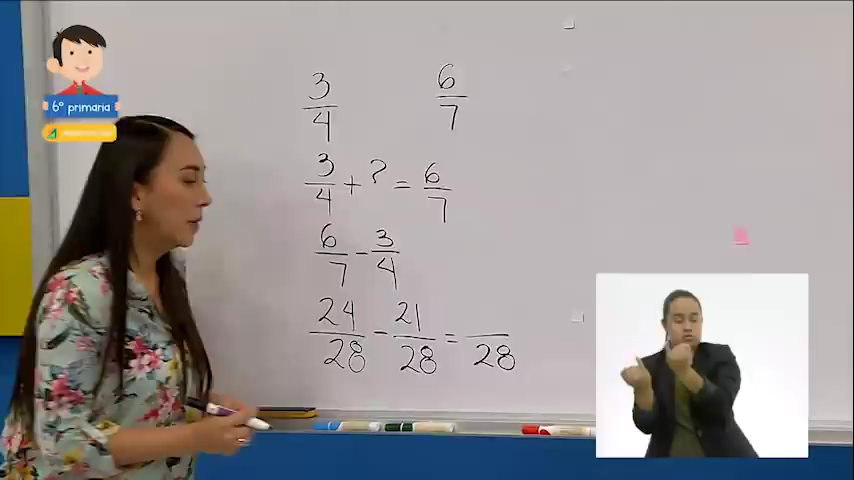 6° primaria
3/4 6/7
3/4 + ? = 6/7
6/7 - 3/4
24/28 - 21/28 = /28